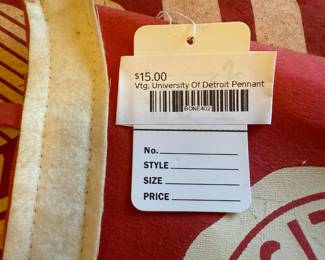 $15.00
Vtg. University Of Detroit Pennant
BONE402
No.
STYLE
SIZE
PRICE